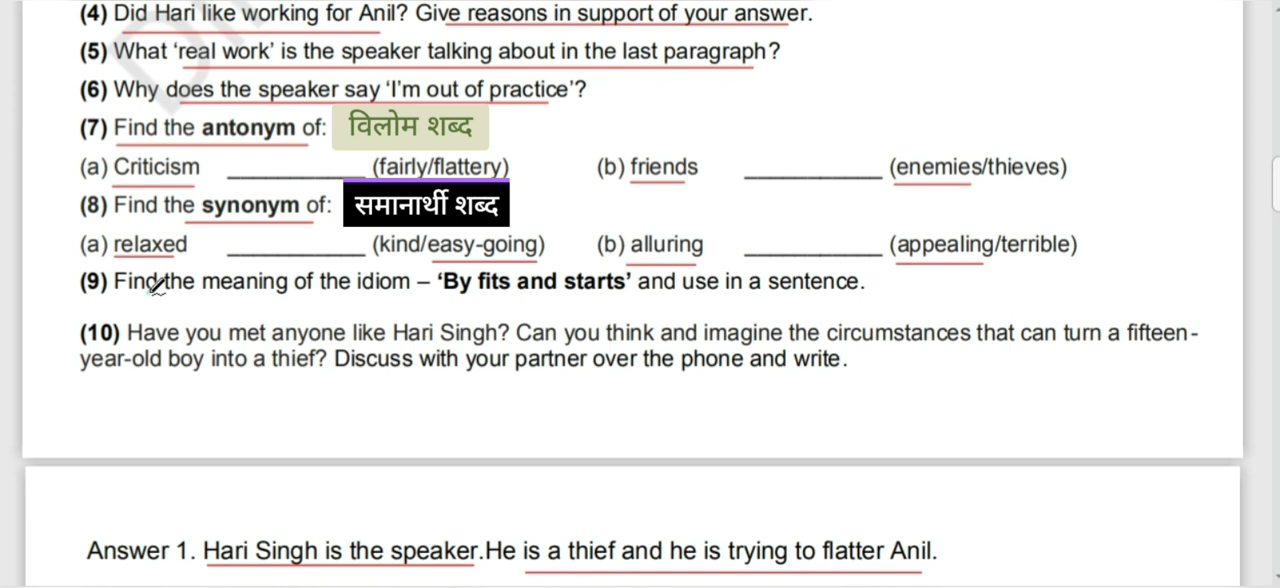 (4) Did Hari like working for Anil? Give reasons in support of your answer.
(5) What ‘real work’ is the speaker talking about in the last paragraph?
(6) Why does the speaker say ‘I’m out of practice’?
(7) Find the antonym of: विलोम शब्द
(a) Criticism ____________ (fairly/flattery) (b) friends ____________ (enemies/thieves)
(8) Find the synonym of: समानार्थी शब्द
(a) relaxed ____________ (kind/easy-going) (b) alluring ____________ (appealing/terrible)
(9) Find the meaning of the idiom – ‘By fits and starts’ and use in a sentence.
(10) Have you met anyone like Hari Singh? Can you think and imagine the circumstances that can turn a fifteen-
year-old boy into a thief? Discuss with your partner over the phone and write.
Answer 1. Hari Singh is the speaker.He is a thief and he is trying to flatter Anil.